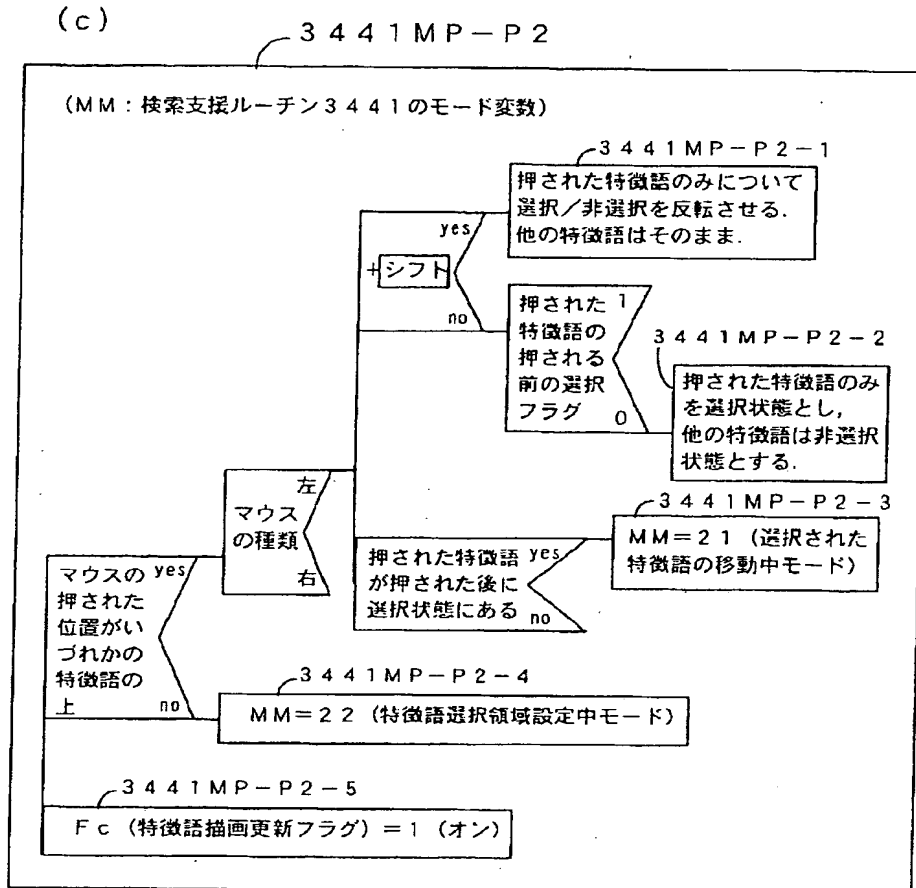 (c)
3441MP-P2
(MM:検索支援ルーチン3441のモード変数)
3441MP-P2-1
押された特徴語のみについて
選択/非選択を反転させる.
他の特徴語はそのまま.
yes
+シフト
no
押された
特徴語の
押される
前の選択
フラグ
1
0
3441MP-P2-2
押された特徴語のみ
を選択状態とし,
他の特徴語は非選択
状態とする.
左
マウス
の種類
右
3441MP-P2-3
MM=21(選択された
特徴語の移動中モード)
押された特徴語
が押された後に
選択状態にある
yes
no
マウスの
押された
位置がい
づれかの
特徴語の
上
yes
no
3441MP-P2-4
MM=22(特徴語選択領域設定中モード)
3441MP-P2-5
Fc(特徴語描画更新フラグ)=1(オン)